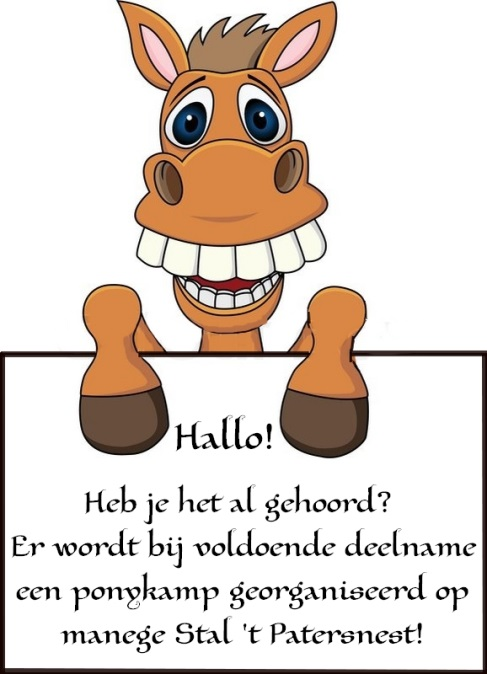 Hallo!
Heb je het al gehoord?
Er wordt bij voldoende deelname
een ponykamp georganiseerd op
manege Stal 't Patersnest!